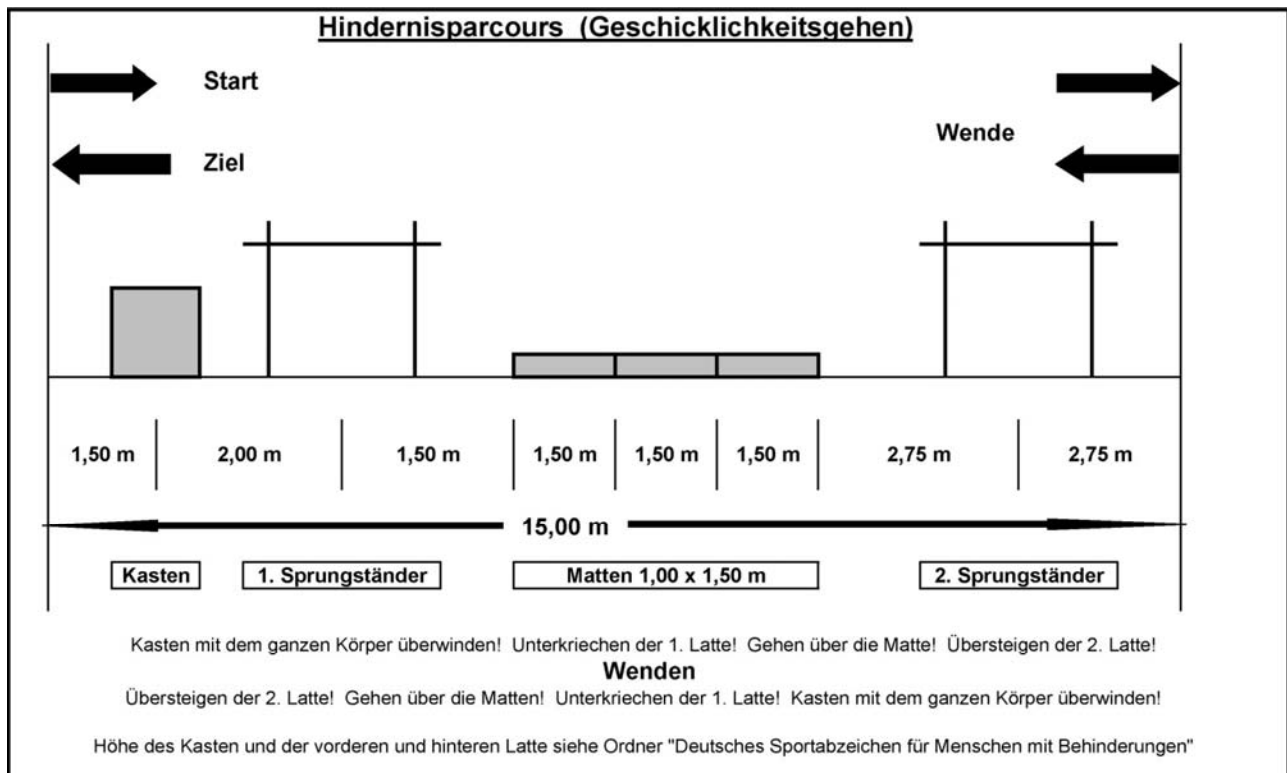 Hindernisparcours (Geschicklichkeitsgehen)
Start
Wende
Ziel
1,50 m 2,00 m 1,50 m 1,50 m 1,50 m 1,50 m 2,75 m 2,75 m
15,00 m
Kasten 1. Sprungständer Matten 1,00 x 1,50 m 2. Sprungständer
Kasten mit dem ganzen Körper überwinden! Unterkriechen der 1. Latte! Gehen über die Matte! Übersteigen der 2. Latte!
Wenden
Übersteigen der 2. Latte! Gehen über die Matten! Unterkriechen der 1. Latte! Kasten mit dem ganzen Körper überwinden!
Höhe des Kasten und der vorderen und hinteren Latte siehe Ordner "Deutsches Sportabzeichen für Menschen mit Behinderungen"